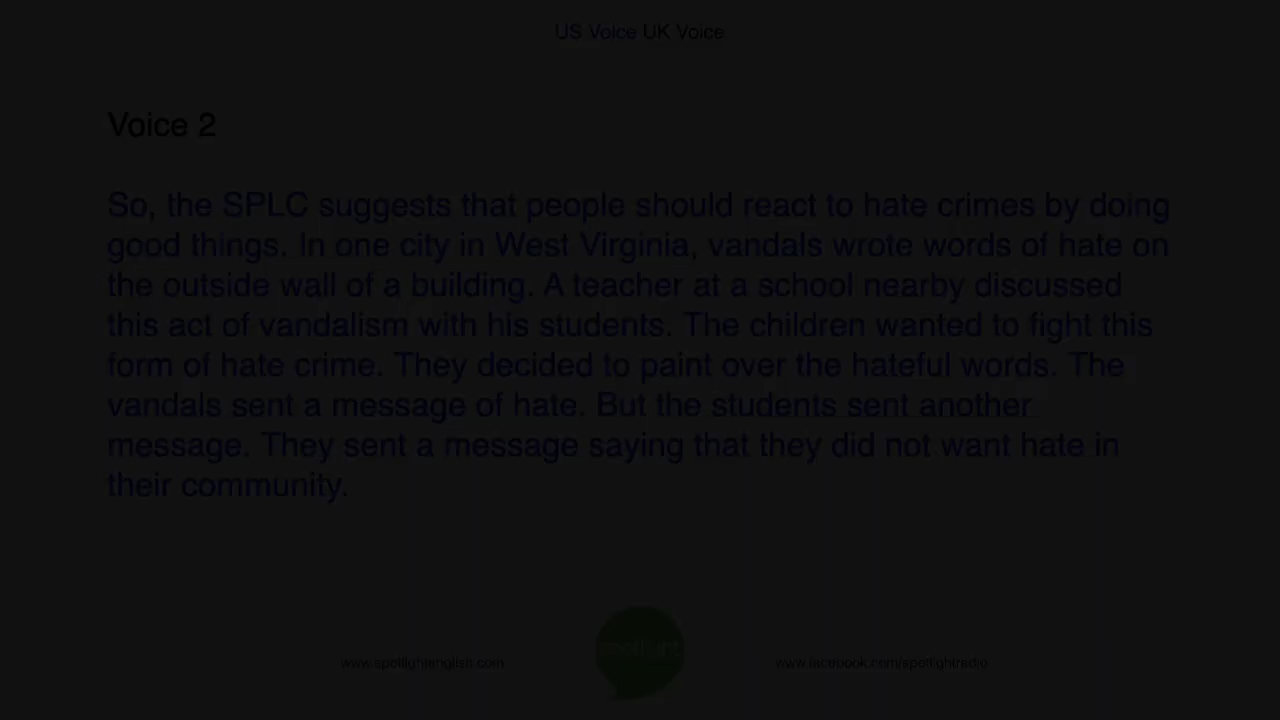 US Voice UK Voice
Voice 2
So, the SPLC suggests that people should react to hate crimes by doing
good things. In one city in West Virginia, vandals wrote words of hate on
the outside wall of a building. A teacher at a school nearby discussed
this act of vandalism with his students. The children wanted to fight this
form of hate crime. They decided to paint over the hateful words. The
vandals sent a message of hate. But the students sent another
message. They sent a message saying that they did not want hate in
their community.
spotlight
www.spotlightenglish.com
www.facebook.com/spotlightradio